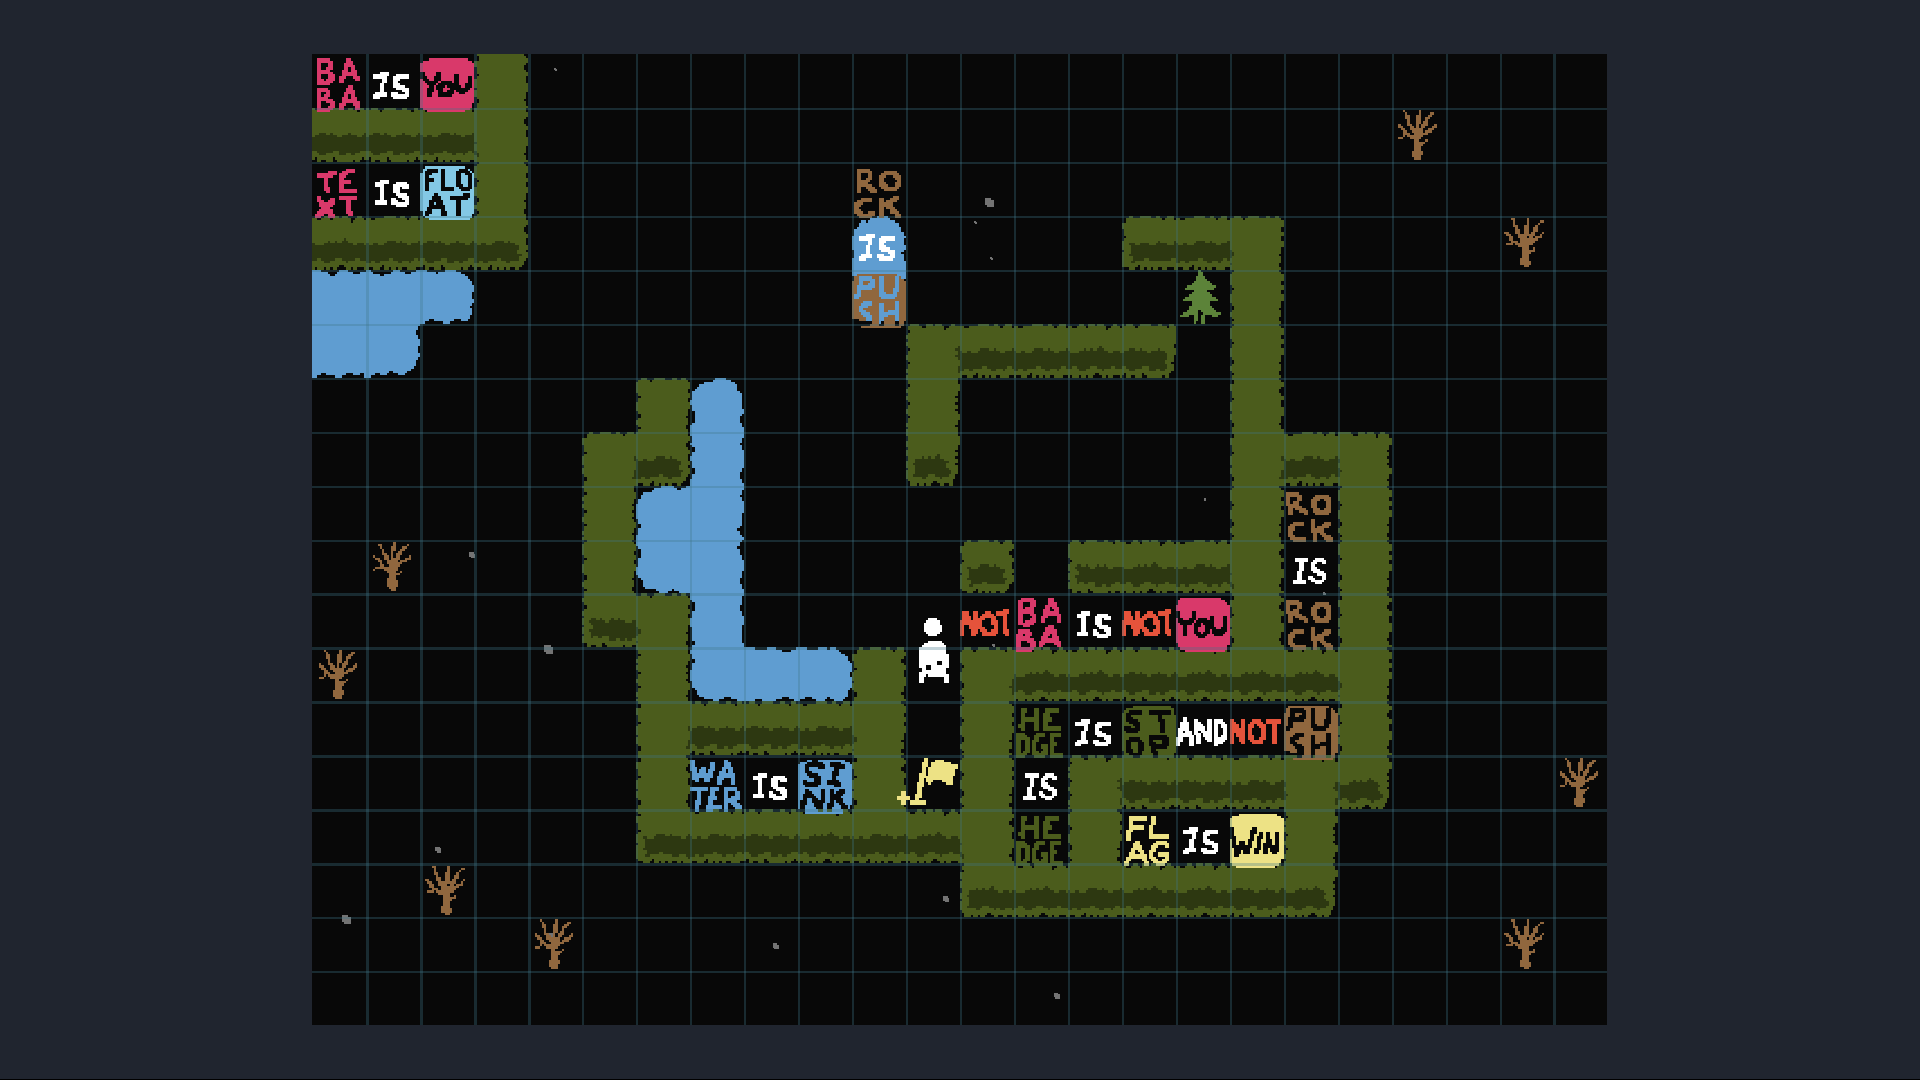 BABA IS YOU
TEXT IS FLOAT
ROCK
IS
PUSH
ROCK
IS
ROCK
NOT BABA IS NOT YOU
HEDGE IS STOP AND NOT PUSH
WATER IS SINK
IS
HEDGE
FLAG IS WIN